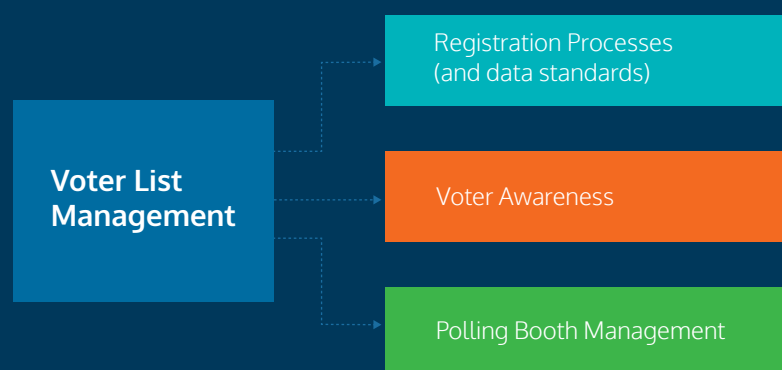 Voter List
Management
Registration Processes
(and data standards)
Voter Awareness
Polling Booth Management